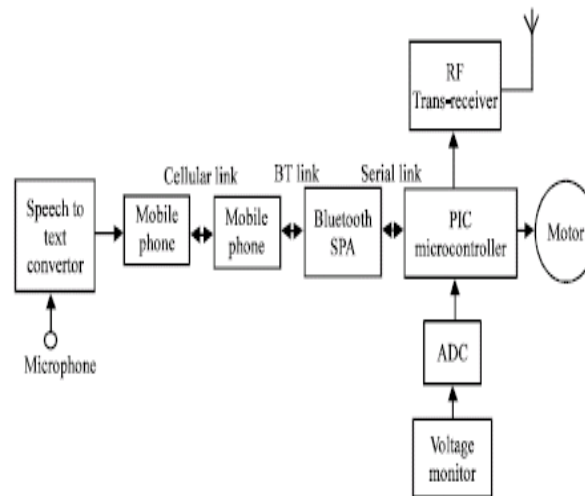 RF
Trans-receiver
Cellular link
BT link
Serial link
Speech to
text
convertor
Mobile
phone
Mobile
phone
Bluetooth
SPA
PIC
microcontroller
Motor
Microphone
ADC
Voltage
monitor